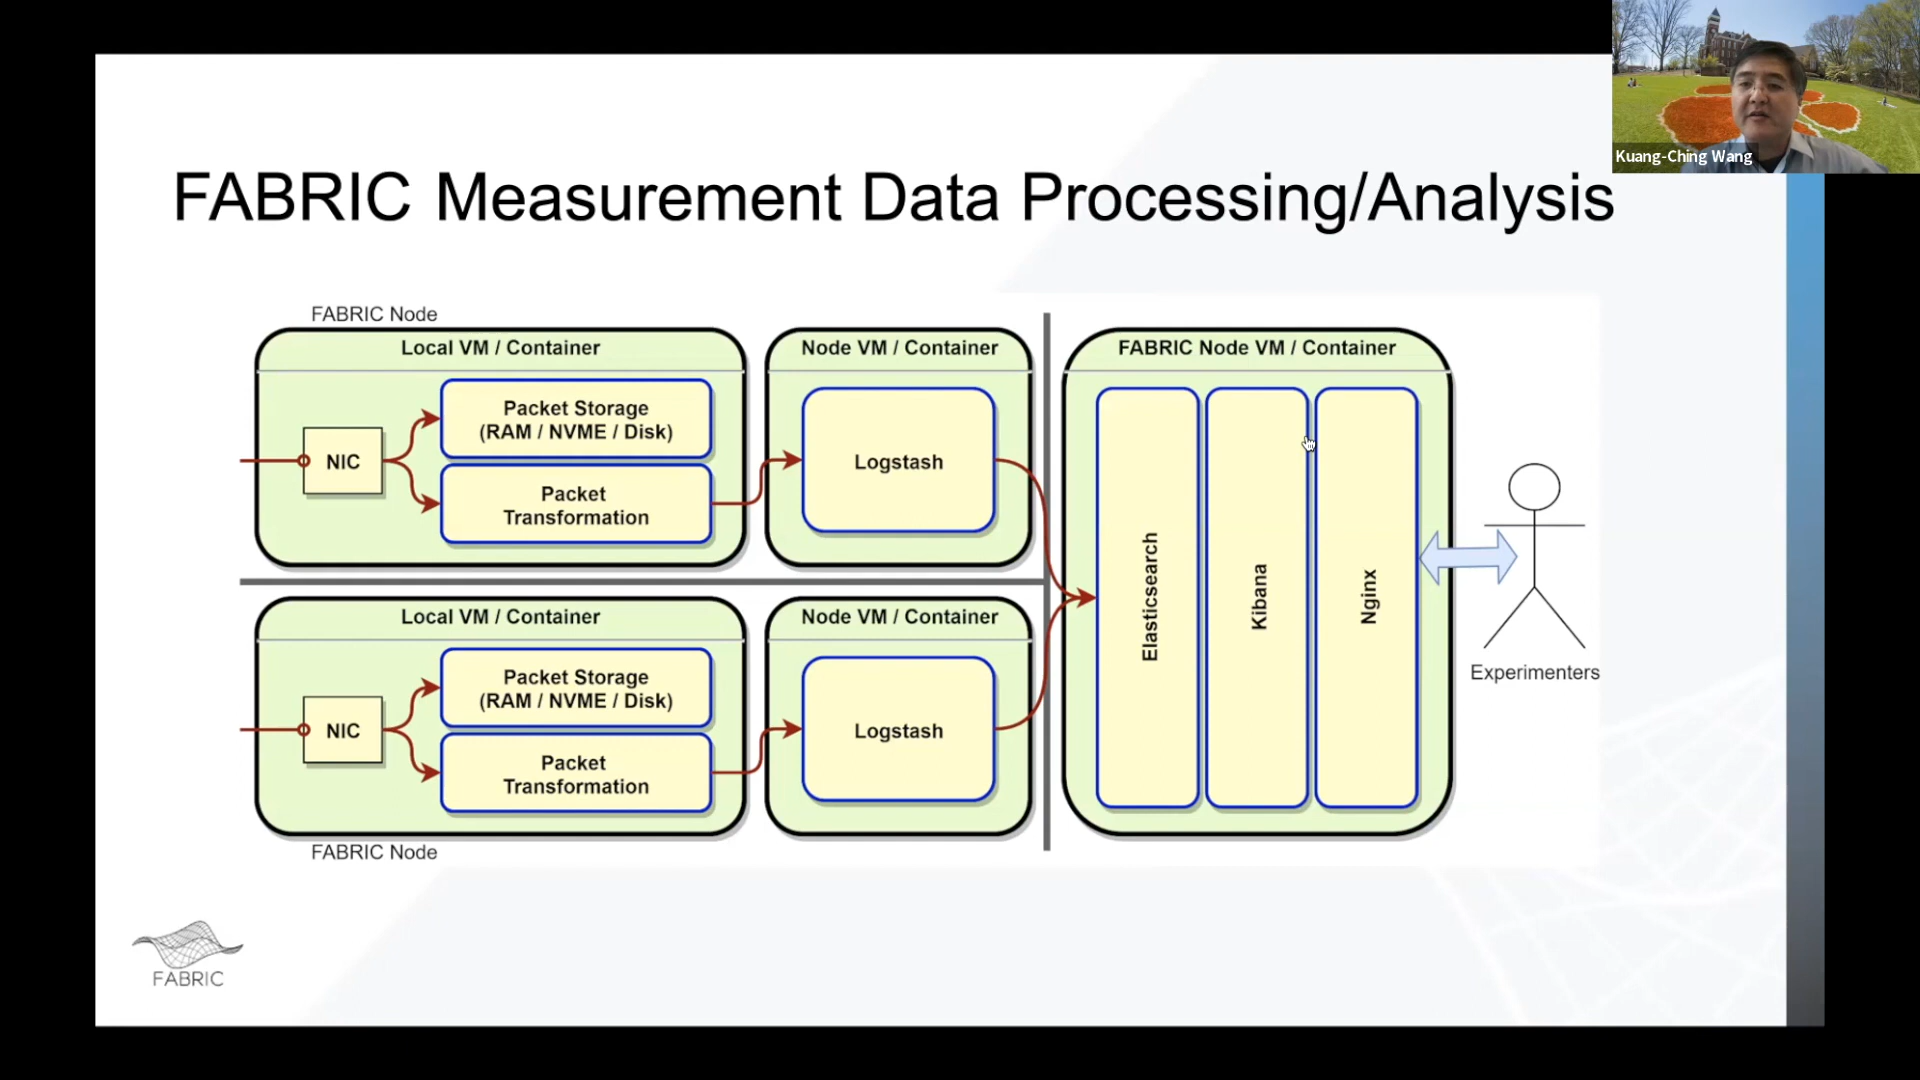 Kuang-Ching Wang
FABRIC Measurement Data Processing/Analysis
FABRIC Node
Local VM / Container
NIC
Packet Storage
(RAM / NVME / Disk)
Packet
Transformation
Node VM / Container
Logstash
Local VM / Container
NIC
Packet Storage
(RAM / NVME / Disk)
Packet
Transformation
Node VM / Container
Logstash
FABRIC Node
FABRIC Node VM / Container
Elasticsearch
Kibana
Nginx
Experimenters
FABRIC